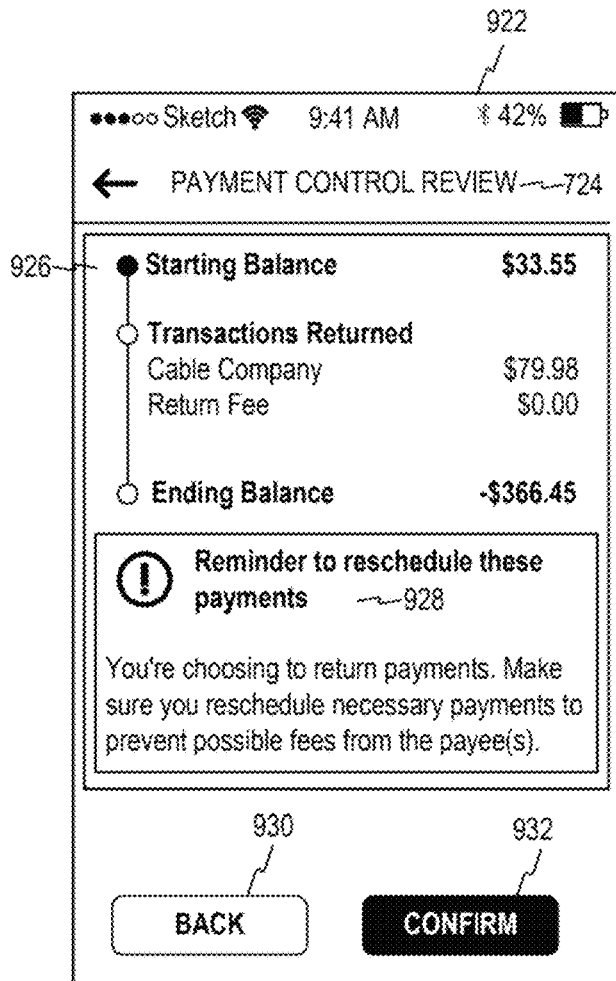 922
Sketch 9:41 AM 42%
PAYMENT CONTROL REVIEW 724
926 Starting Balance $33.55
Transactions Returned
Cable Company $79.98
Return Fee $0.00
Ending Balance -$366.45
Reminder to reschedule these
payments 928
You're choosing to return payments. Make
sure you reschedule necessary payments to
prevent possible fees from the payee(s).
930 932
BACK CONFIRM